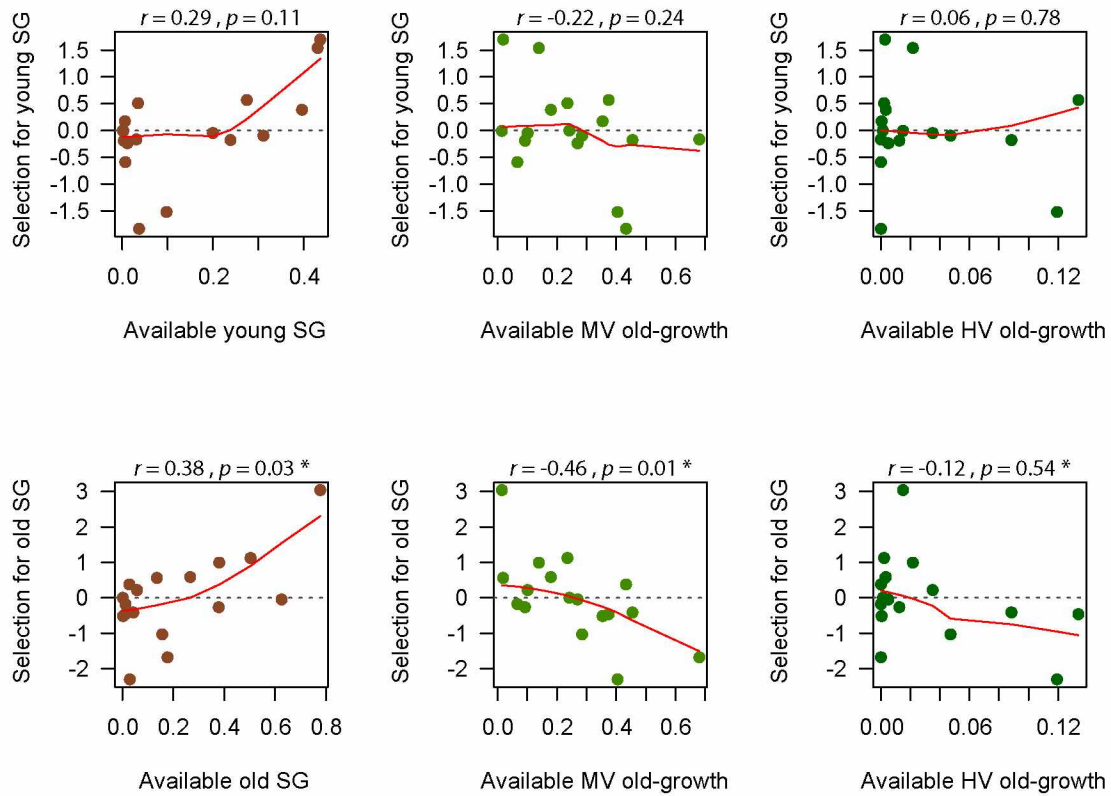 r = 0.29 , p = 0.11
Selection for young SG
1.5
1.0
0.5
0.0
-0.5
-1.0
-1.5
0.0 0.2 0.4
Available young SG
r = -0.22 , p = 0.24
Selection for young SG
1.5
1.0
0.5
0.0
-0.5
-1.0
-1.5
0.0 0.2 0.4 0.6
Available MV old-growth
r = 0.06 , p = 0.78
Selection for young SG
1.5
1.0
0.5
0.0
-0.5
-1.0
-1.5
0.00 0.06 0.12
Available HV old-growth
r = 0.38 , p = 0.03 *
Selection for old SG
3
2
1
0
-1
-2
0.0 0.2 0.4 0.6 0.8
Available old SG
r = -0.46 , p = 0.01 *
Selection for old SG
3
2
1
0
-1
-2
0.0 0.2 0.4 0.6
Available MV old-growth
r = -0.12 , p = 0.54 *
Selection for old SG
3
2
1
0
-1
-2
0.00 0.06 0.12
Available HV old-growth